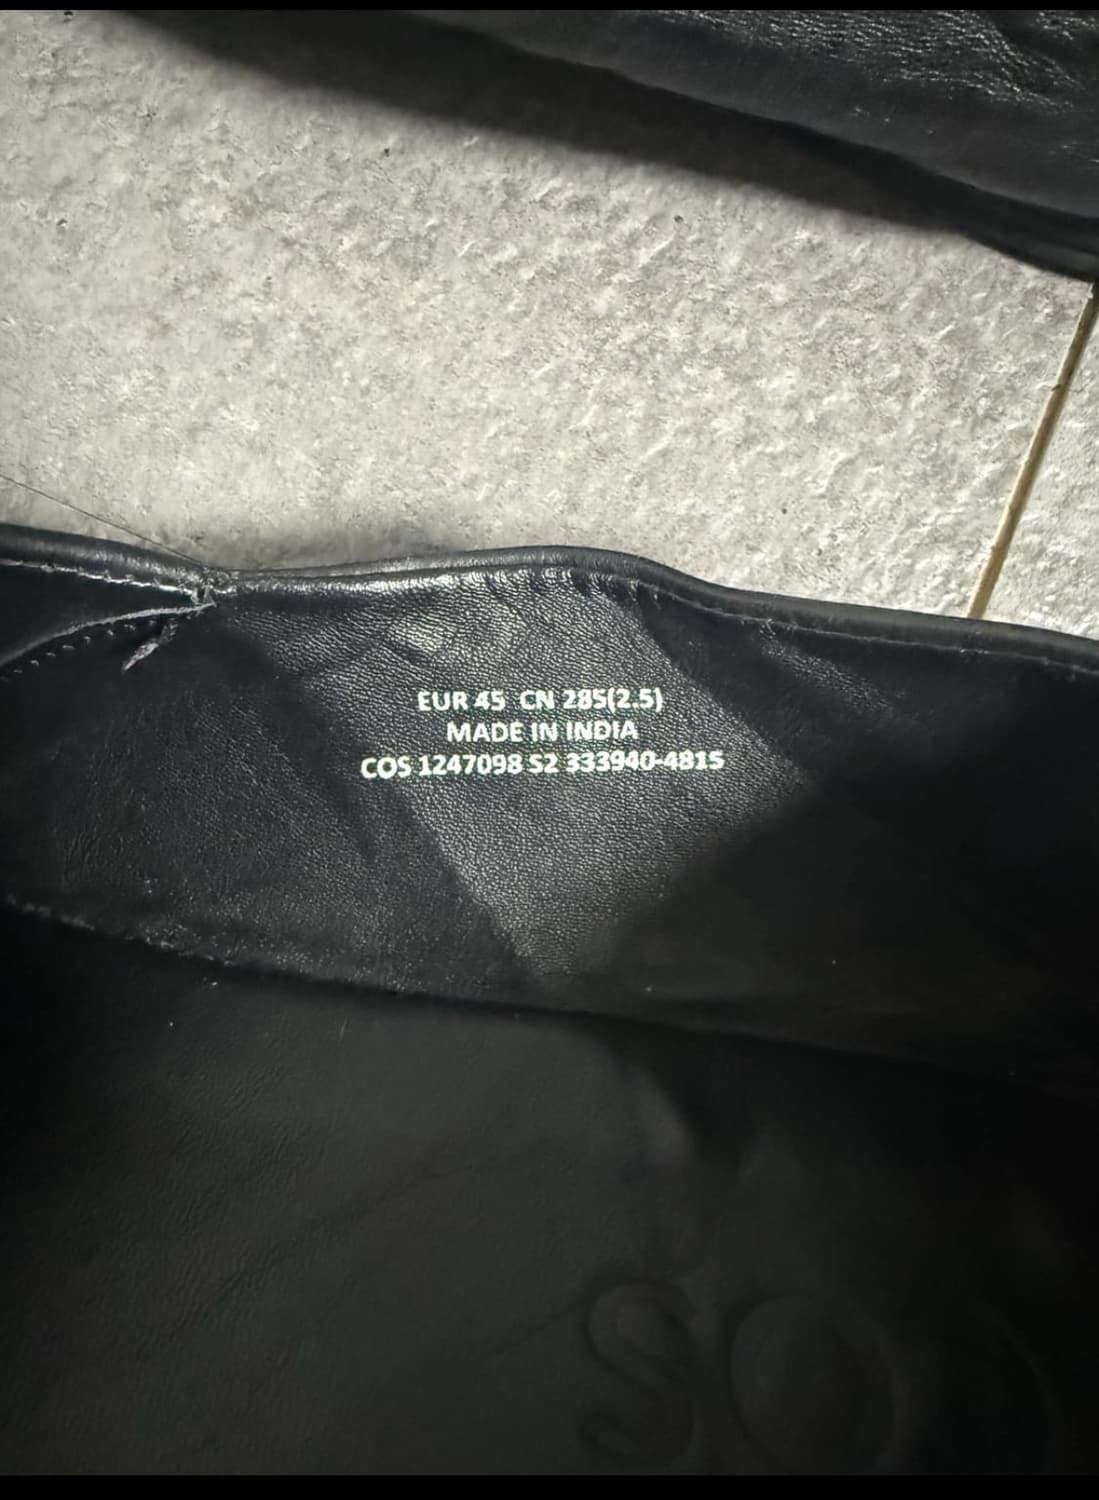 EUR 45 CN 285(2.5)
MADE IN INDIA
COS 1247098 S2 333940-4815